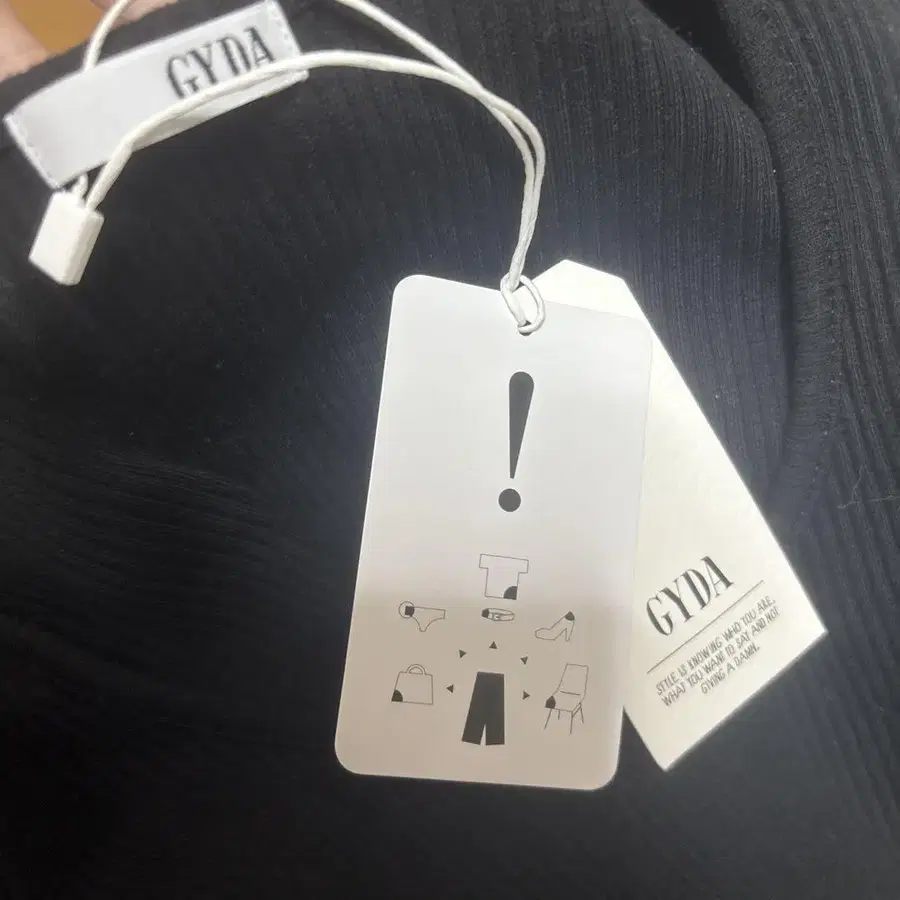 GYDA
!
GYDA
STYLE IS KNOWING WHO YOU ARE,
WHAT YOU WANT TO SAY AND NOT
GIVING A DAMN.